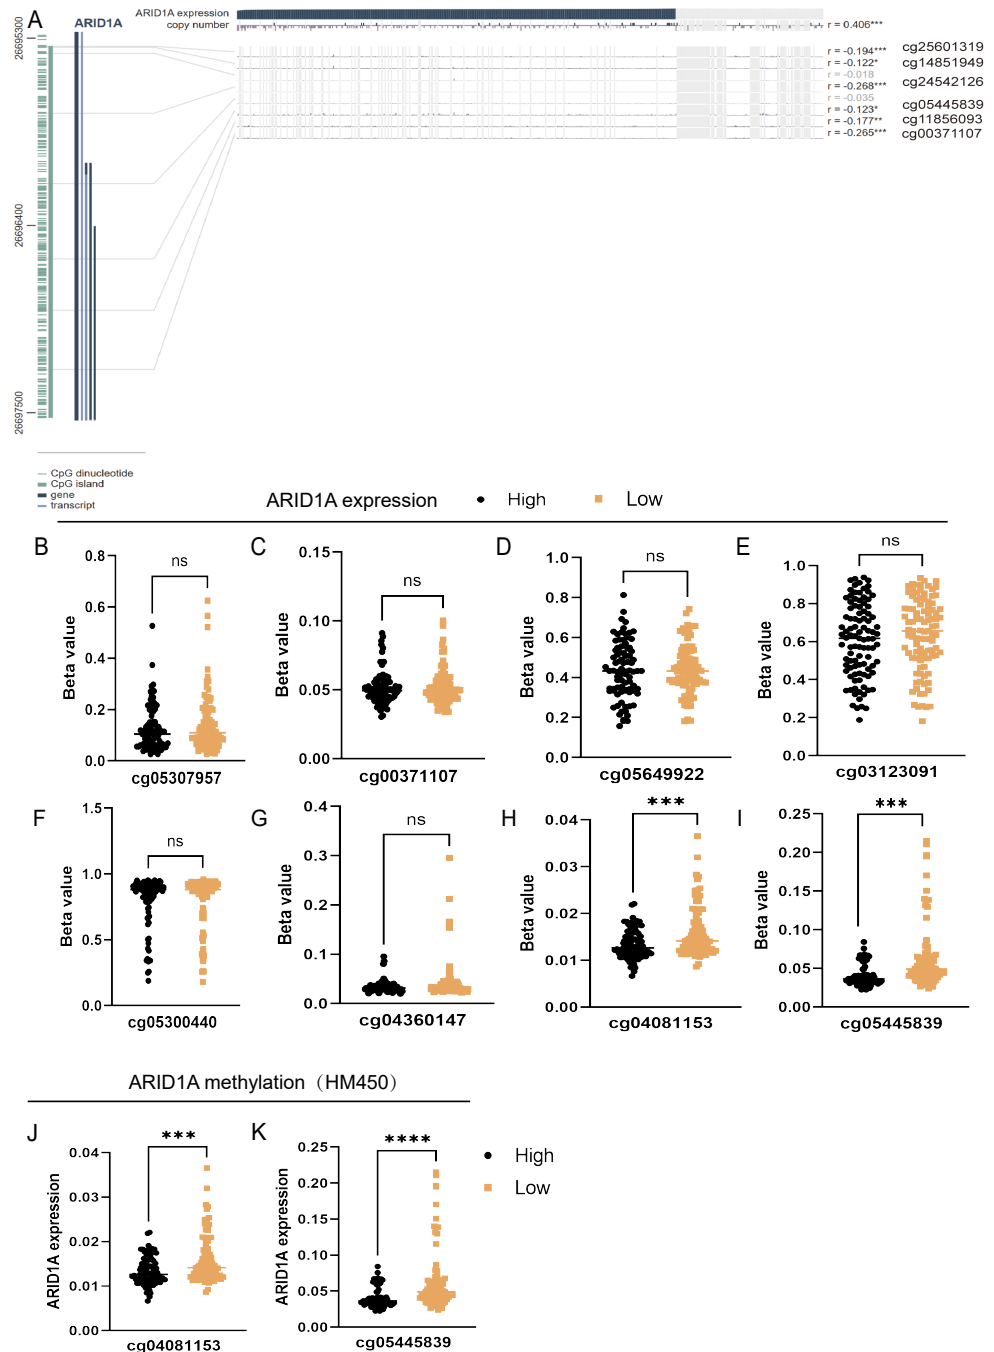 A
ARID1A
ARID1A expression
copy number
r = 0.406***
26695300
26696400
26697500
r = -0.194***
r = -0.122*
r = -0.018
r = -0.268***
r = -0.035
r = -0.123*
r = -0.177**
r = -0.265***
cg25601319
cg14851949
cg24542126
cg05445839
cg11856093
cg00371107
CpG dinucleotide
CpG island
gene
transcript
ARID1A expression High Low
B
ns
Beta value
0.8
0.6
0.4
0.2
0.0
cg05307957
C
ns
Beta value
0.15
0.10
0.05
0.00
cg00371107
D
ns
Beta value
1.0
0.8
0.6
0.4
0.2
0.0
cg05649922
E
ns
Beta value
1.0
0.8
0.6
0.4
0.2
0.0
cg03123091
F
ns
Beta value
1.5
1.0
0.5
0.0
cg05300440
G
ns
Beta value
0.4
0.3
0.2
0.1
0.0
cg04360147
H
***
Beta value
0.04
0.03
0.02
0.01
0.00
cg04081153
I
***
Beta value
0.25
0.20
0.15
0.10
0.05
0.00
cg05445839
ARID1A methylation（HM450）
J
***
ARID1A expression
0.04
0.03
0.02
0.01
0.00
cg04081153
K
****
ARID1A expression
0.25
0.20
0.15
0.10
0.05
0.00
cg05445839
High
Low